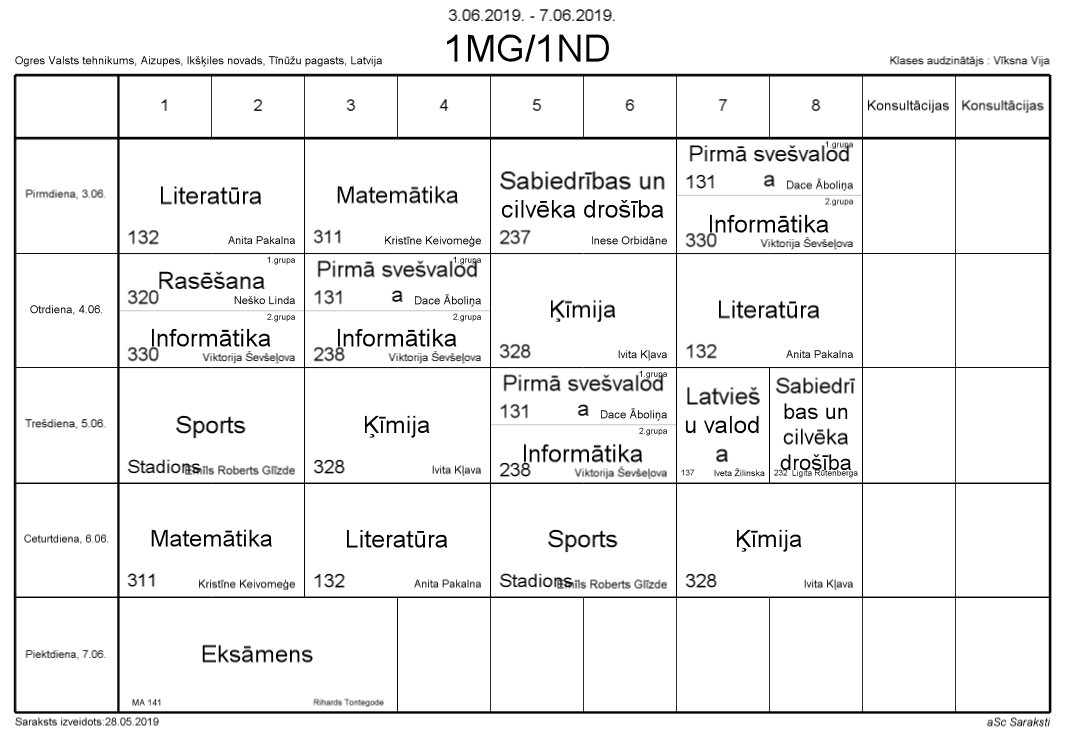 3.06.2019. - 7.06.2019.
1MG/1ND
Ogres Valsts tehnikums, Aizupes, Ikšķiles novads, Tīnūžu pagasts, Latvija
Klases audzinātājs : Vīksna Vija
1 2 3 4 5 6 7 8 Konsultācijas Konsultācijas
Pirmdiena, 3.06.
Literatūra
132 Anita Pakalna
Matemātika
311 Kristīne Keivomeģe
Sabiedrības un
cilvēka drošība
237 Inese Orbidāne
1.grupa
Pirmā svešvalod
a
131 Dace Āboliņa
2.grupa
Informātika
330 Viktorija Ševšeļova
Otrdiena, 4.06.
1.grupa
Rasēšana
320 Neško Linda
2.grupa
Informātika
330 Viktorija Ševšeļova
1.grupa
Pirmā svešvalod
a
131 Dace Āboliņa
2.grupa
Informātika
238 Viktorija Ševšeļova
Ķīmija
328 Ivita Kļava
Literatūra
132 Anita Pakalna
Trešdiena, 5.06.
Sports
Stadions Emīls Roberts Glīzde
Ķīmija
328 Ivita Kļava
1.grupa
Pirmā svešvalod
a
131 Dace Āboliņa
2.grupa
Informātika
238 Viktorija Ševšeļova
Latvieš
u valod
a
137 Iveta Žilinska
Sabiedrī
bas un
cilvēka
drošība
232 Ligita Rutenberga
Ceturtdiena, 6.06.
Matemātika
311 Kristīne Keivomeģe
Literatūra
132 Anita Pakalna
Sports
Stadions Emīls Roberts Glīzde
Ķīmija
328 Ivita Kļava
Piektdiena, 7.06.
Eksāmens
MA 141 Rihards Tontegode
Saraksts izveidots:28.05.2019
aSc Saraksti